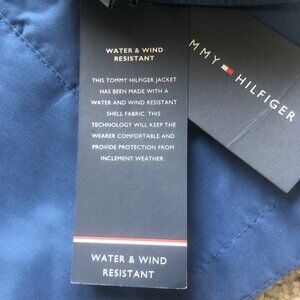 WATER & WIND
RESISTANT
THIS TOMMY HILFIGER JACKET
HAS BEEN MADE WITH A
WATER AND WIND RESISTANT
SHELL FABRIC. THIS
TECHNOLOGY WILL KEEP THE
WEARER COMFORTABLE AND
PROVIDE PROTECTION FROM
INCLEMENT WEATHER.
WATER & WIND
RESISTANT
MMY HILFIGER